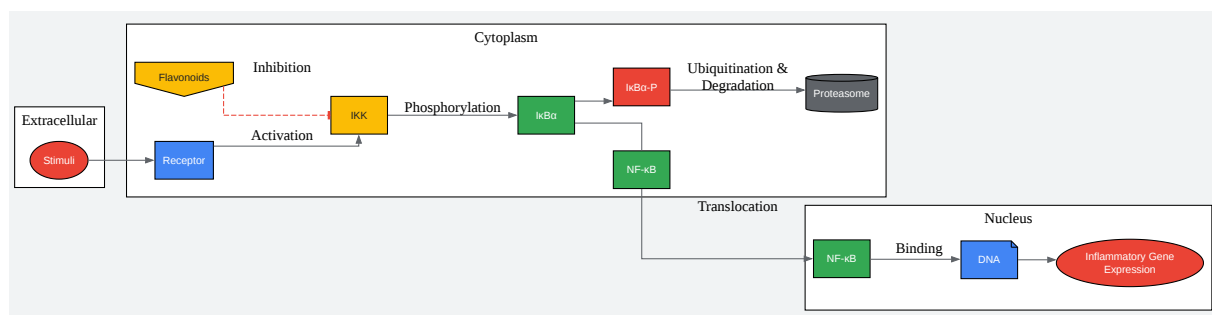 Cytoplasm
Flavonoids
Inhibition
IκBα-P
Ubiquitination &
Degradation
Proteasome
Extracellular
Stimuli
IKK
Phosphorylation
IκBα
Activation
Receptor
NF-κB
Translocation
Nucleus
NF-κB
Binding
DNA
Inflammatory Gene
Expression